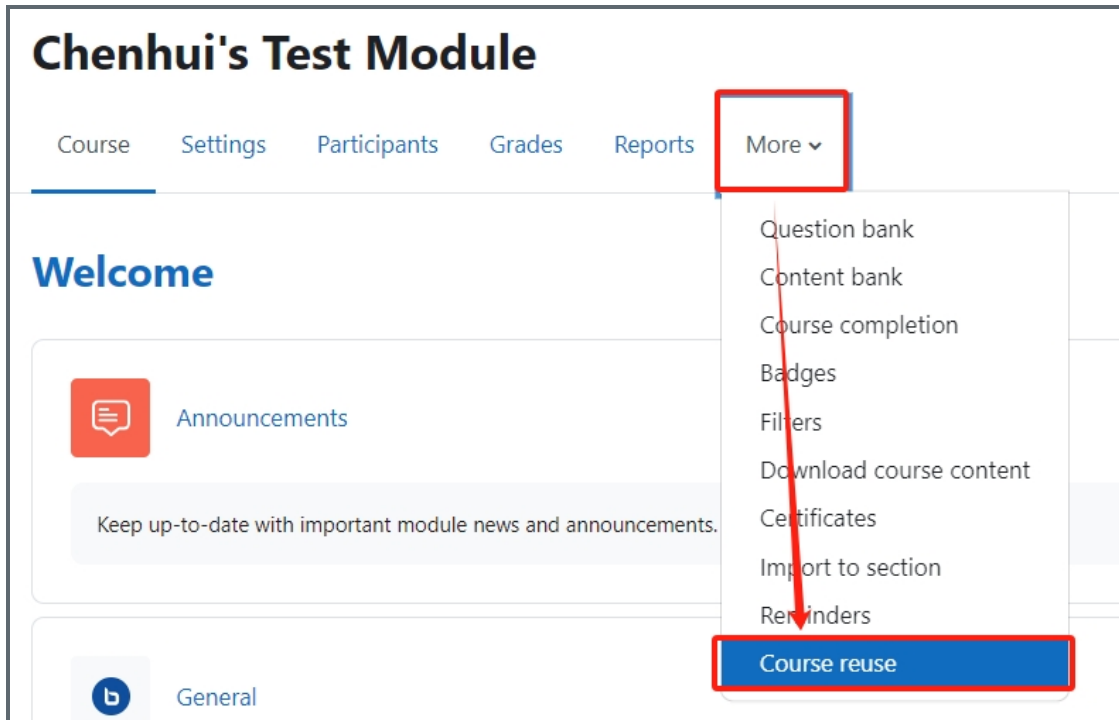 Chenhui's Test Module
Course Settings Participants Grades Reports More
Question bank
Content bank
Course completion
Badges
Filters
Download course content
Certificates
Import to section
Reminders
Course reuse
Welcome
Announcements
Keep up-to-date with important module news and announcements.
b General